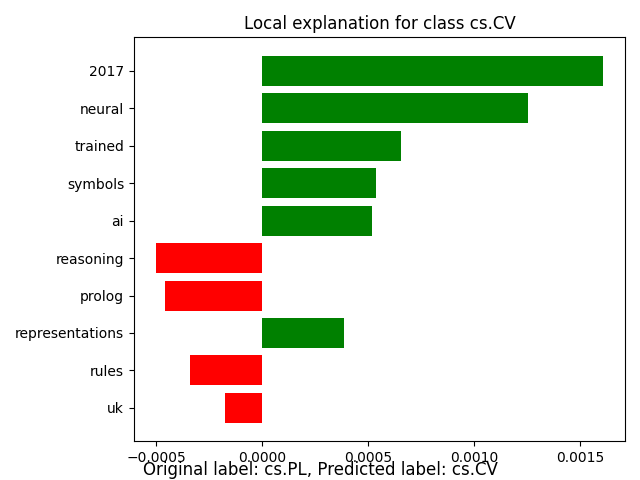 Local explanation for class cs.CV
2017
neural
trained
symbols
ai
reasoning
prolog
representations
rules
uk
−0.0005 0.0000 0.0005 0.0010 0.0015
Original label: cs.PL, Predicted label: cs.CV